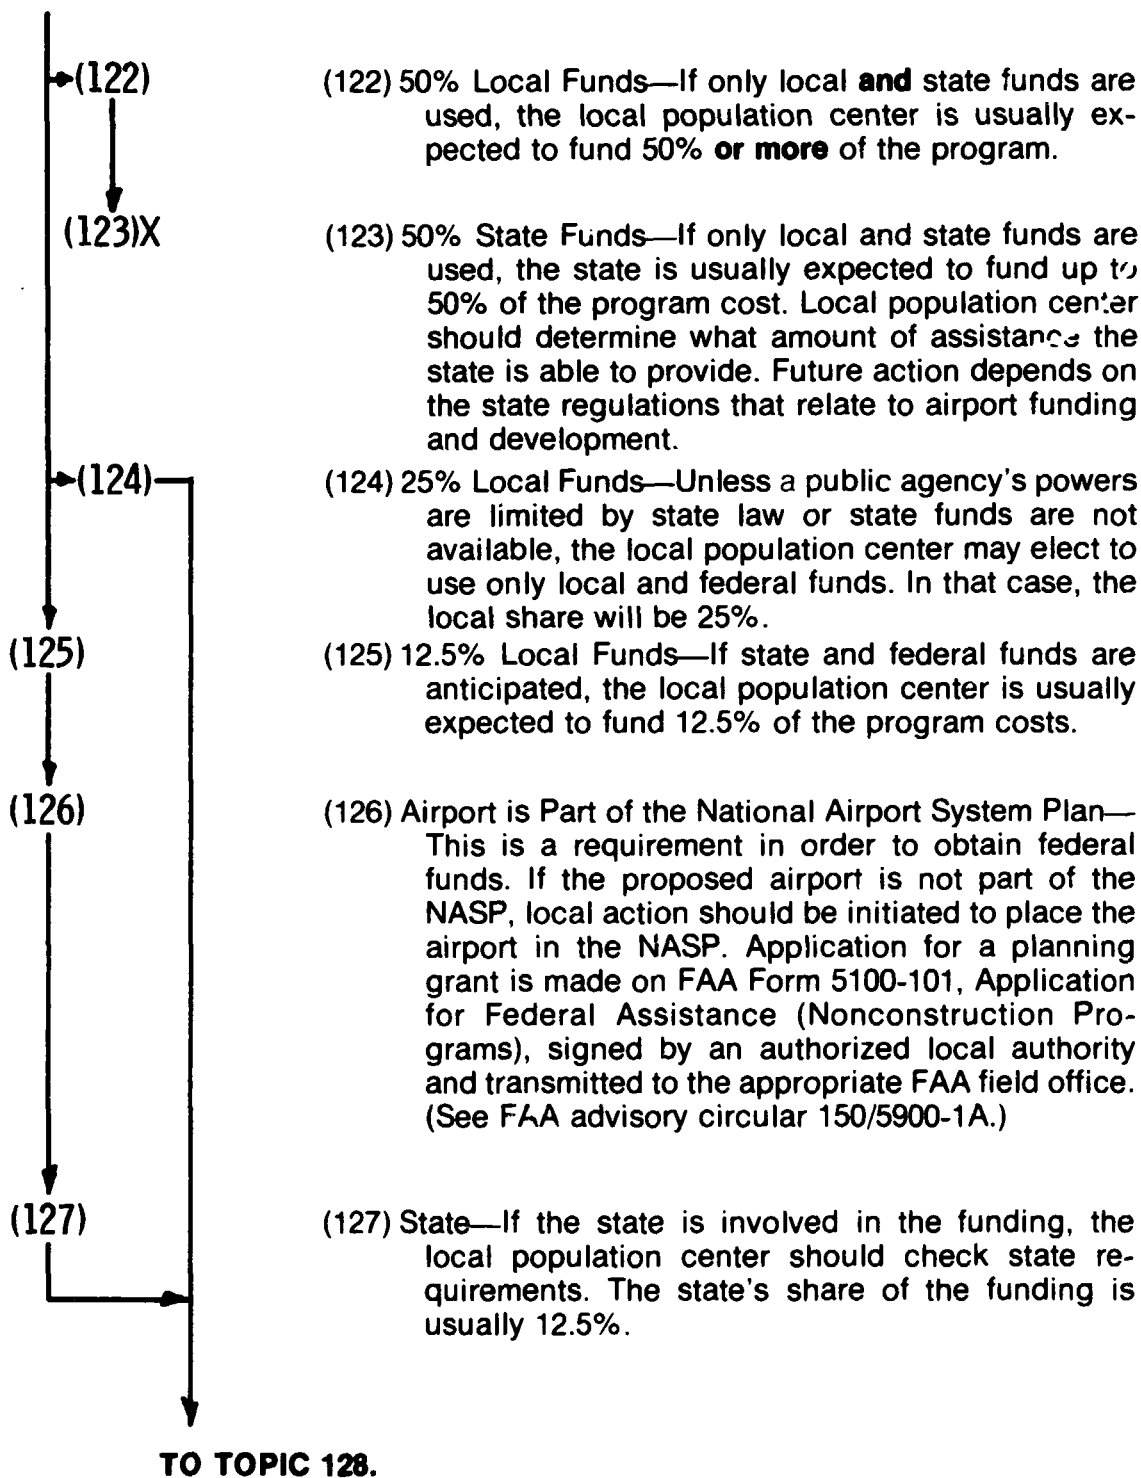 (122)
(122) 50% Local Funds—If only local and state funds are
used, the local population center is usually ex-
pected to fund 50% or more of the program.
(123)X
(123) 50% State Funds—If only local and state funds are
used, the state is usually expected to fund up to
50% of the program cost. Local population center
should determine what amount of assistance the
state is able to provide. Future action depends on
the state regulations that relate to airport funding
and development.
(124)
(124) 25% Local Funds—Unless a public agency's powers
are limited by state law or state funds are not
available, the local population center may elect to
use only local and federal funds. In that case, the
local share will be 25%.
(125)
(125) 12.5% Local Funds—If state and federal funds are
anticipated, the local population center is usually
expected to fund 12.5% of the program costs.
(126)
(126) Airport is Part of the National Airport System Plan—
This is a requirement in order to obtain federal
funds. If the proposed airport is not part of the
NASP, local action should be initiated to place the
airport in the NASP. Application for a planning
grant is made on FAA Form 5100-101, Application
for Federal Assistance (Nonconstruction Pro-
grams), signed by an authorized local authority
and transmitted to the appropriate FAA field office.
(See FAA advisory circular 150/5900-1A.)
(127)
(127) State—If the state is involved in the funding, the
local population center should check state re-
quirements. The state's share of the funding is
usually 12.5%.
TO TOPIC 128.